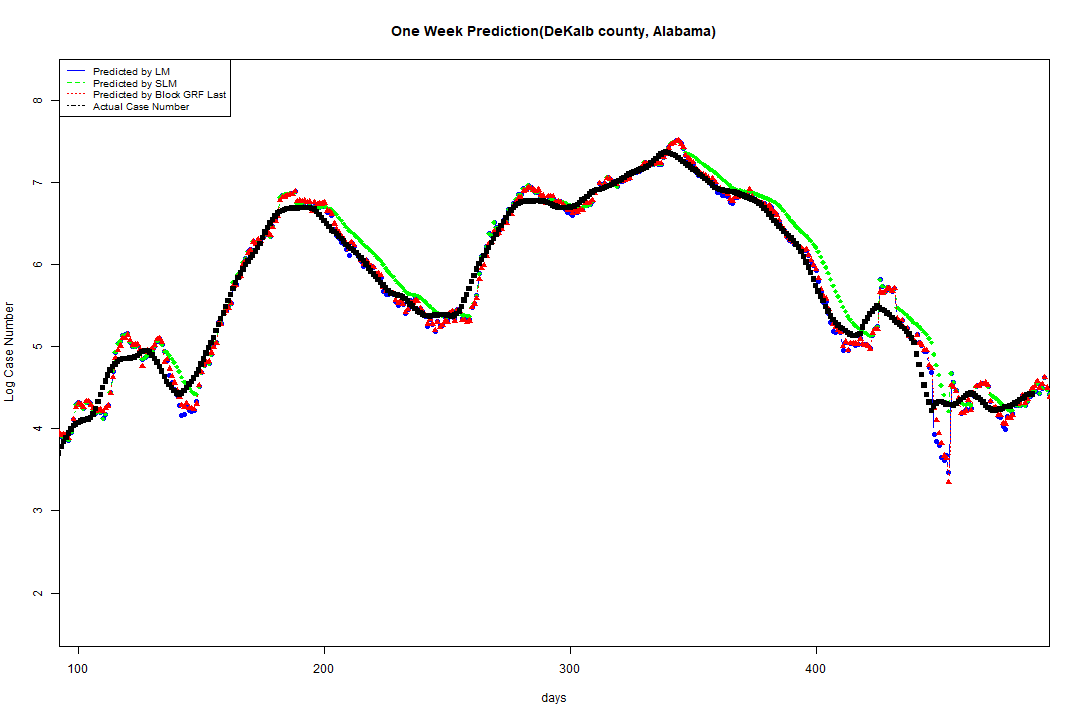 One Week Prediction(DeKalb county, Alabama)
Predicted by LM
Predicted by SLM
Predicted by Block GRF Last
Actual Case Number
8
7
6
5
4
3
2
Log Case Number
100 200 300 400
days